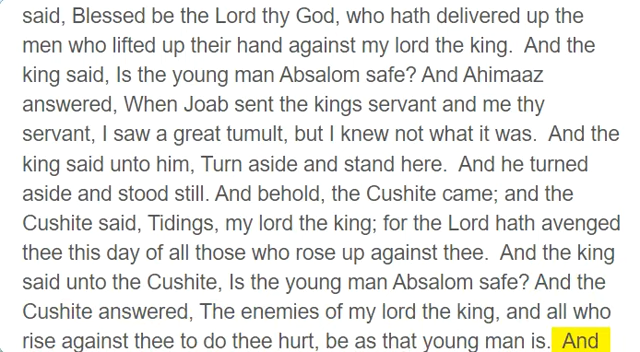 said, Blessed be the Lord thy God, who hath delivered up the
men who lifted up their hand against my lord the king.  And the
king said, Is the young man Absalom safe? And Ahimaaz
answered, When Joab sent the kings servant and me thy
servant, I saw a great tumult, but I knew not what it was.  And the
king said unto him, Turn aside and stand here.  And he turned
aside and stood still. And behold, the Cushite came; and the
Cushite said, Tidings, my lord the king; for the Lord hath avenged
thee this day of all those who rose up against thee.  And the king
said unto the Cushite, Is the young man Absalom safe? And the
Cushite answered, The enemies of my lord the king, and all who
rise against thee to do thee hurt, be as that young man is.  And